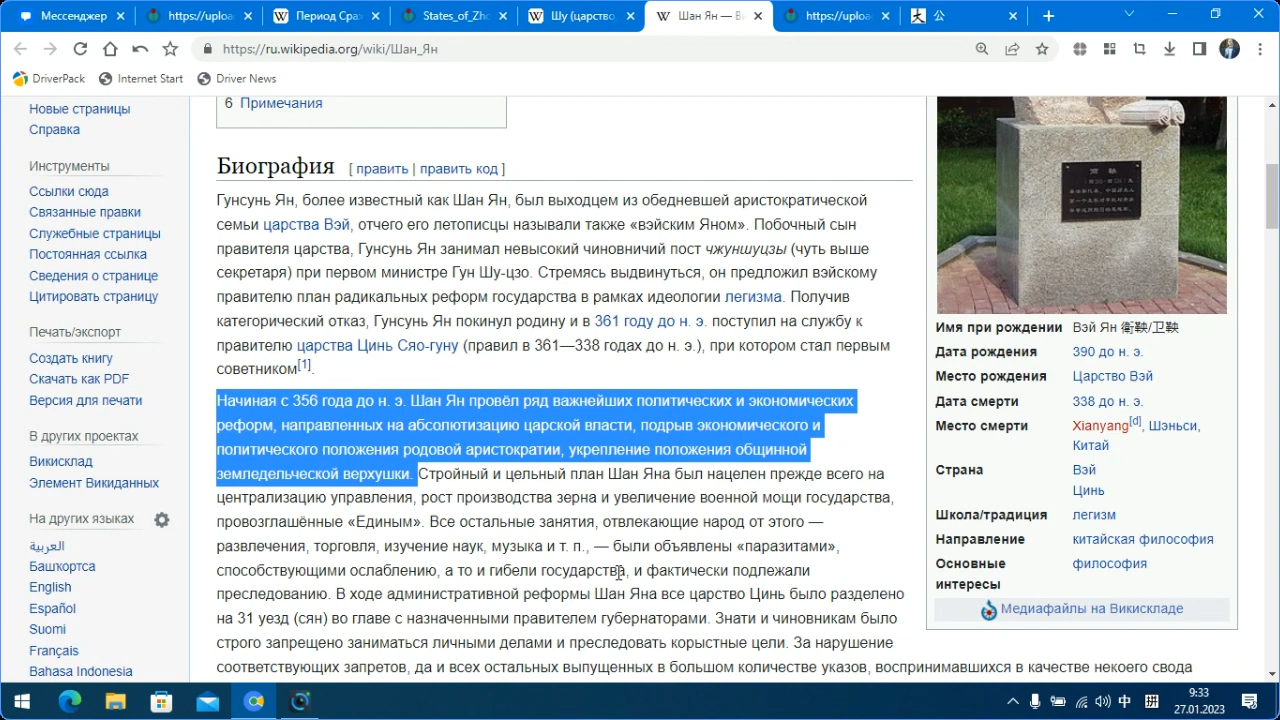 Мессенджер
https://uploa
Период Сра
States_of_Zho
Шу (царство
Шан Ян — В
https://uploa
公
https://ru.wikipedia.org/wiki/Шан_Ян
DriverPack
Internet Start
Driver News
Новые страницы
Справка
Инструменты
Ссылки сюда
Связанные правки
Служебные страницы
Постоянная ссылка
Сведения о странице
Цитировать страницу
Печать/экспорт
Создать книгу
Скачать как PDF
Версия для печати
В других проектах
Викисклад
Элемент Викиданных
На других языках
العربية
Башҡортса
English
Español
Suomi
Français
Bahasa Indonesia
6 Примечания
Биография [ править | править код ]
Гунсунь Ян, более известный как Шан Ян, был выходцем из обедневшей аристократической
семьи царства Вэй, отчего его летописцы называли также «вэйским Яном». Побочный сын
правителя царства, Гунсунь Ян занимал невысокий чиновничий пост чжуншуцзы (чуть выше
секретаря) при первом министре Гун Шу-цзо. Стремясь выдвинуться, он предложил вэйскому
правителю план радикальных реформ государства в рамках идеологии легизма. Получив
категорический отказ, Гунсунь Ян покинул родину и в 361 году до н. э. поступил на службу к
правителю царства Цинь Сяо-гуну (правил в 361—338 годах до н. э.), при котором стал первым
советником[1].
Начиная с 356 года до н. э. Шан Ян провёл ряд важнейших политических и экономических
реформ, направленных на абсолютизацию царской власти, подрыв экономического и
политического положения родовой аристократии, укрепление положения общинной
земледельческой верхушки. Стройный и цельный план Шан Яна был нацелен прежде всего на
централизацию управления, рост производства зерна и увеличение военной мощи государства,
провозглашённые «Единым». Все остальные занятия, отвлекающие народ от этого —
развлечения, торговля, изучение наук, музыка и т. п., — были объявлены «паразитами»,
способствующими ослаблению, а то и гибели государства, и фактически подлежали
преследованию. В ходе административной реформы Шан Яна все царство Цинь было разделено
на 31 уезд (сян) во главе с назначенными правителем губернаторами. Знати и чиновникам было
строго запрещено заниматься личными делами и преследовать корыстные цели. За нарушение
соответствующих запретов, да и всех остальных выпущенных в большом количестве указов, воспринимавшихся в качестве некоего свода
Имя при рождении Вэй Ян 衛鞅/卫鞅
Дата рождения 390 до н. э.
Место рождения Царство Вэй
Дата смерти 338 до н. э.
Место смерти Xianyang[d], Шэньси,
Китай
Страна Вэй
Цинь
Школа/традиция легизм
Направление китайская философия
Основные философия
интересы
Медиафайлы на Викискладе
中
拼
9:33
27.01.2023